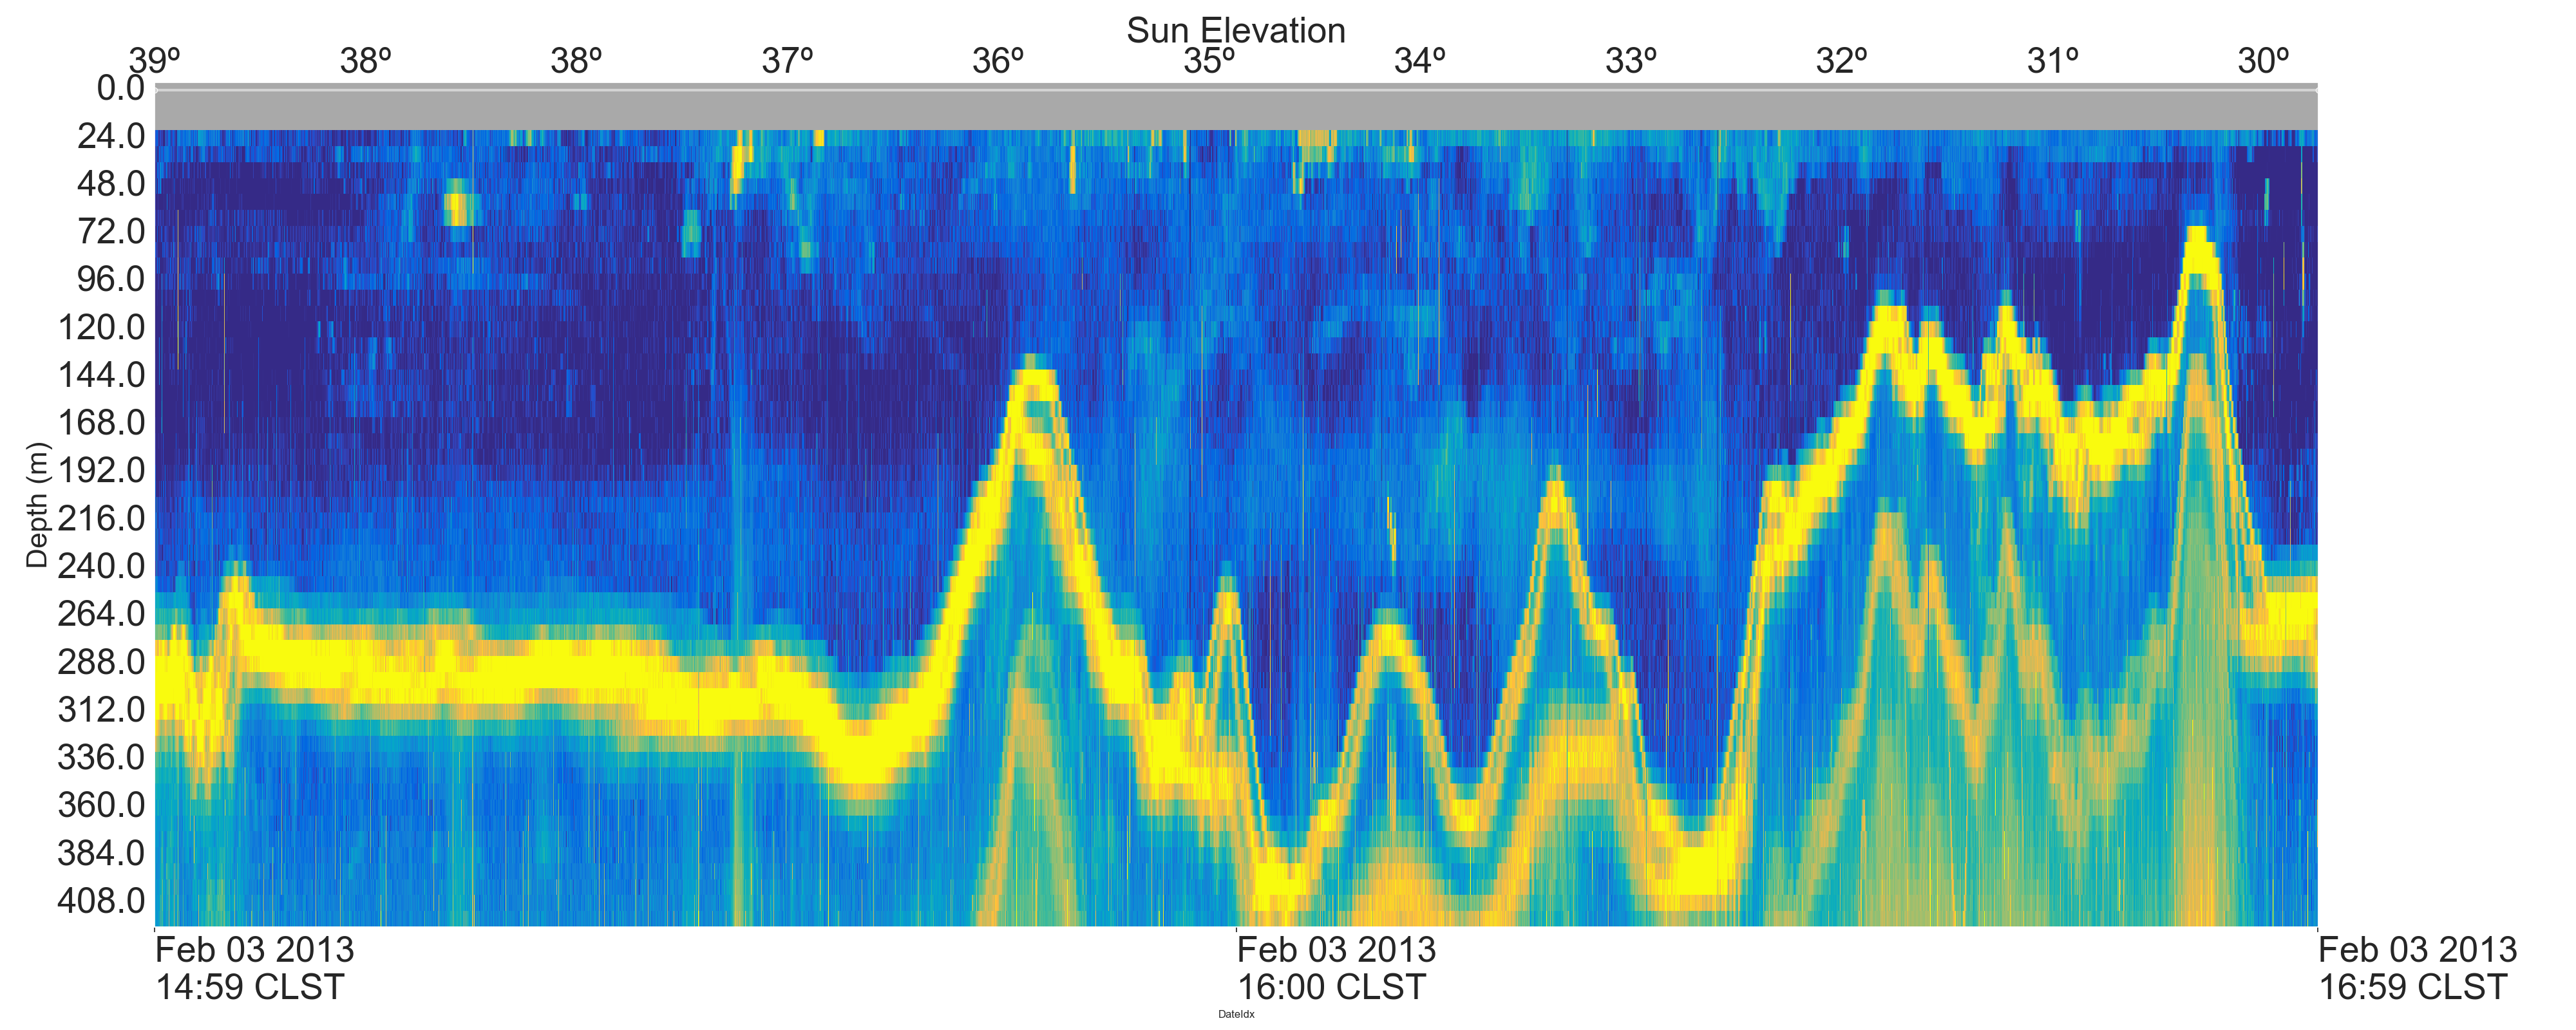 Sun Elevation
39º 38º 38º 37º 36º 35º 34º 33º 32º 31º 30º
Depth (m)
0.0
24.0
48.0
72.0
96.0
120.0
144.0
168.0
192.0
216.0
240.0
264.0
288.0
312.0
336.0
360.0
384.0
408.0
Feb 03 2013
14:59 CLST
Feb 03 2013
16:00 CLST
Feb 03 2013
16:59 CLST
DateIdx